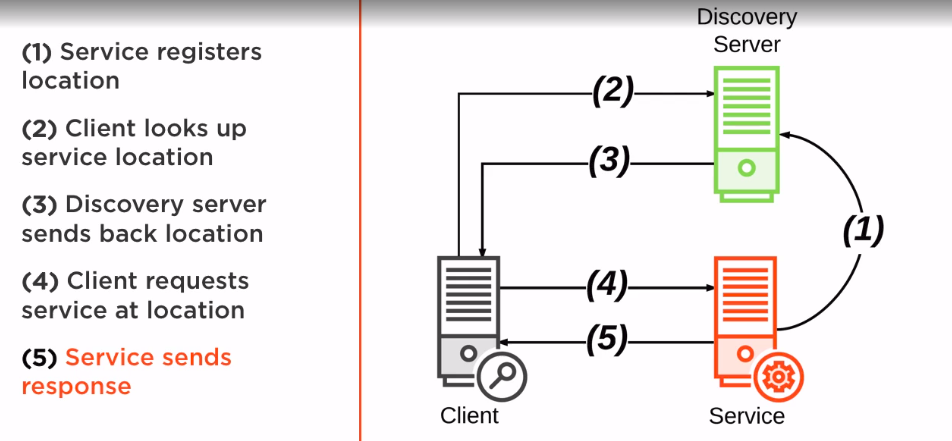 (1) Service registers
location
(2) Client looks up
service location
(3) Discovery server
sends back location
(4) Client requests
service at location
(5) Service sends
response
Discovery
Server
(2)
(3)
(1)
(4)
(5)
Client
Service